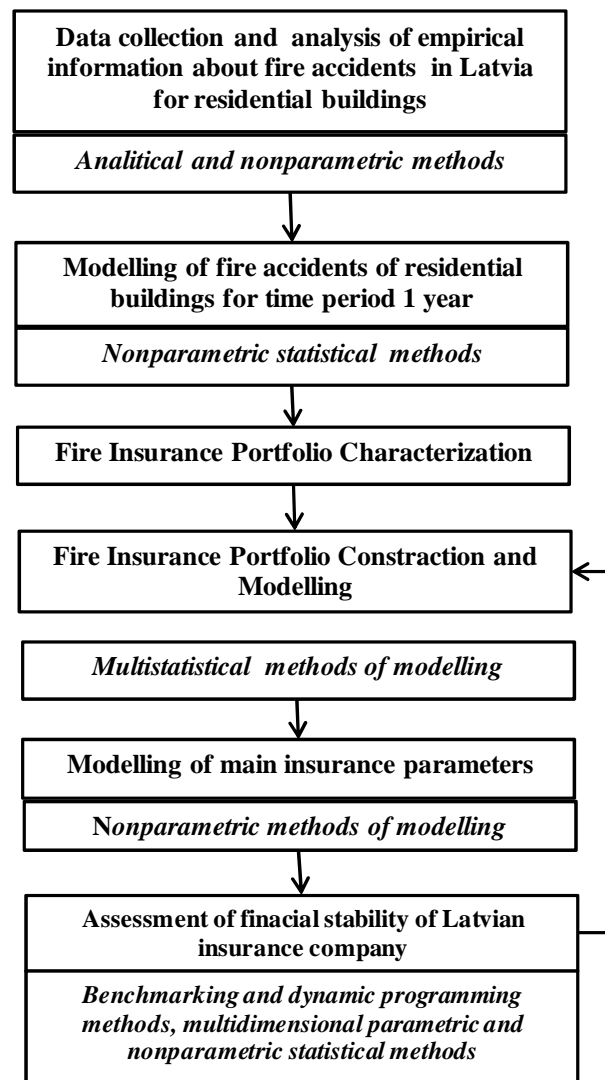 Data collection and analysis of empirical
information about fire accidents in Latvia
for residential buildings
Analitical and nonparametric methods
Modelling of fire accidents of residential
buildings for time period 1 year
Nonparametric statistical methods
Fire Insurance Portfolio Characterization
Fire Insurance Portfolio Constraction and
Modelling
Multistatistical methods of modelling
Modelling of main insurance parameters
Nonparametric methods of modelling
Assessment of finacial stability of Latvian
insurance company
Benchmarking and dynamic programming
methods, multidimensional parametric and
nonparametric statistical methods